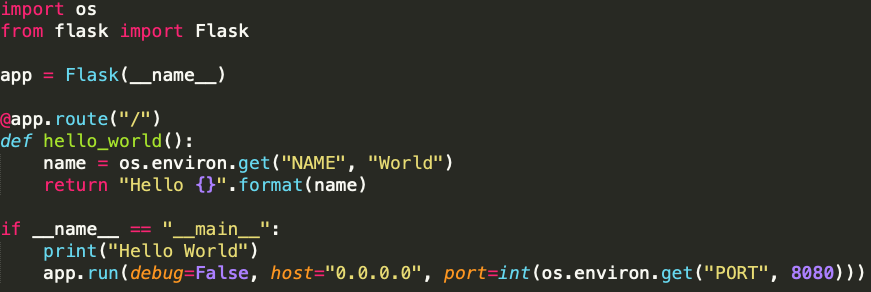 import os
from flask import Flask

app = Flask(__name__)

@app.route("/")
def hello_world():
    name = os.environ.get("NAME", "World")
    return "Hello {}".format(name)

if __name__ == "__main__":
    print("Hello World")
    app.run(debug=False, host="0.0.0.0", port=int(os.environ.get("PORT", 8080)))